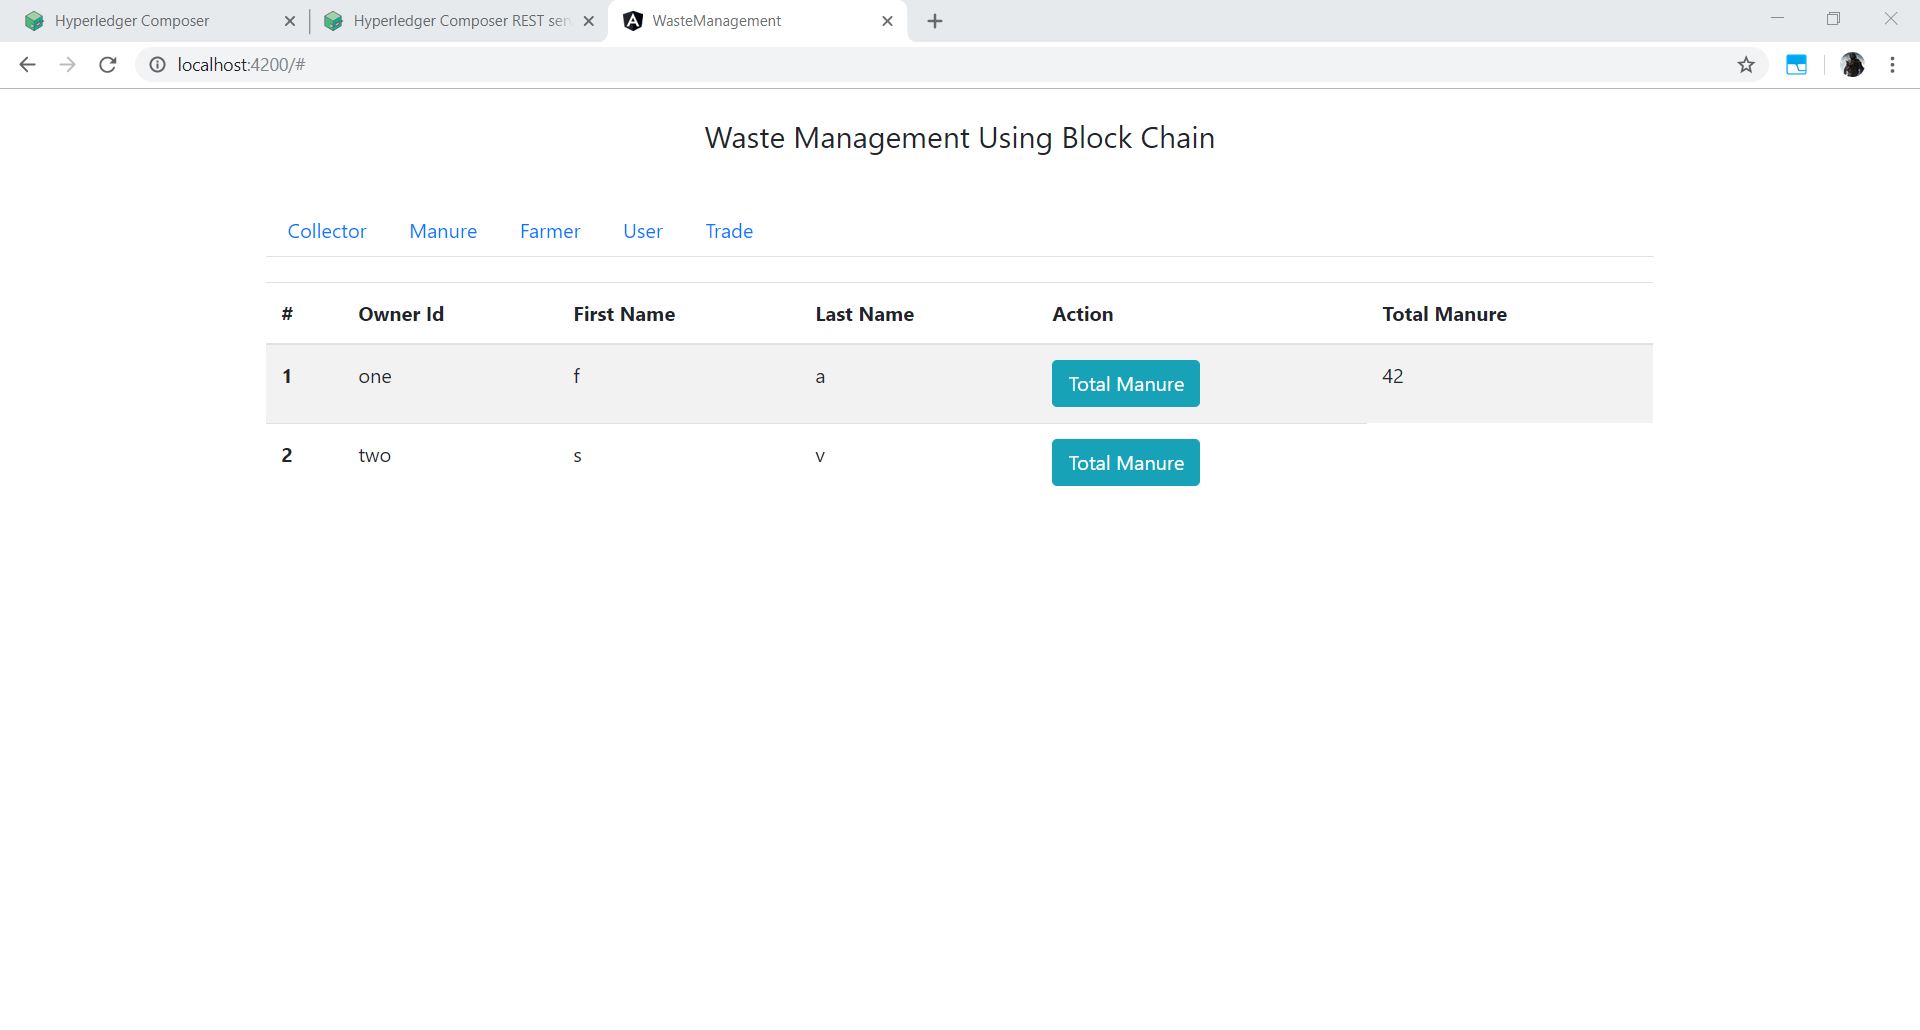 Hyperledger Composer
Hyperledger Composer REST ser
WasteManagement
localhost:4200/#
Waste Management Using Block Chain
Collector Manure Farmer User Trade
# Owner Id First Name Last Name Action Total Manure
1 one f a Total Manure 42
2 two s v Total Manure